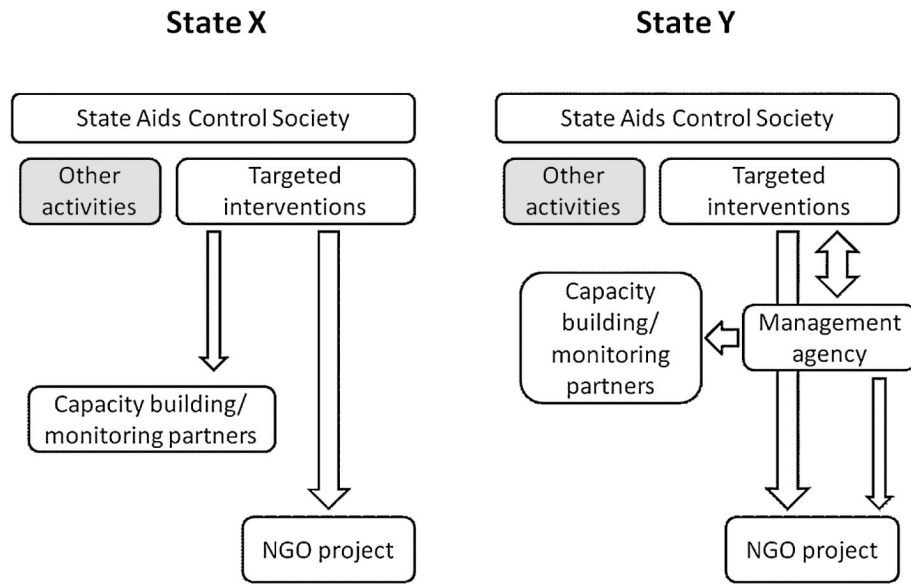 State X
State Aids Control Society
Other
activities
Targeted
interventions
Capacity building/
monitoring partners
NGO project
State Y
State Aids Control Society
Other
activities
Targeted
interventions
Capacity
building/
monitoring
partners
Management
agency
NGO project